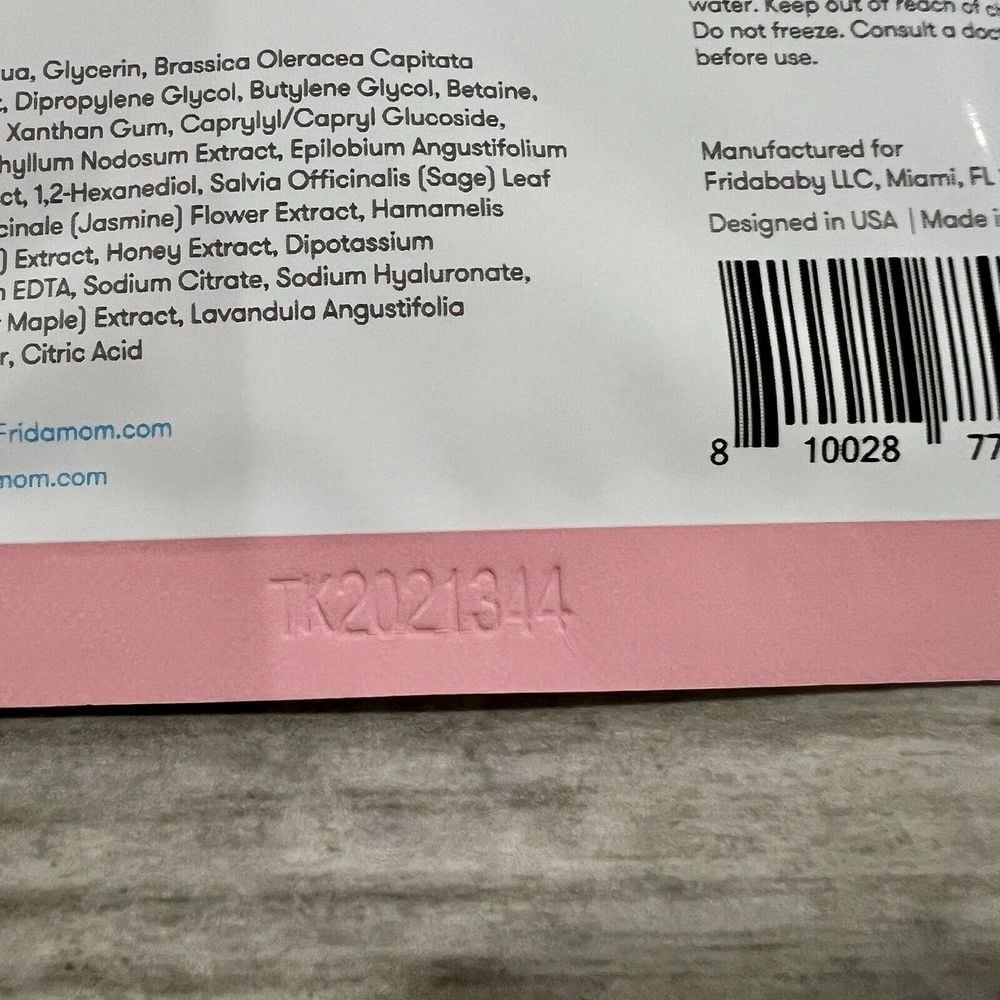 ua, Glycerin, Brassica Oleracea Capitata
, Dipropylene Glycol, Butylene Glycol, Betaine,
Xanthan Gum, Caprylyl/Capryl Glucoside,
hyllum Nodosum Extract, Epilobium Angustifolium
ct, 1,2-Hexanediol, Salvia Officinalis (Sage) Leaf
cinale (Jasmine) Flower Extract, Hamamelis
) Extract, Honey Extract, Dipotassium
EDTA, Sodium Citrate, Sodium Hyaluronate,
Maple) Extract, Lavandula Angustifolia
r, Citric Acid
Fridamom.com
mom.com
water. Keep out of reach of c
Do not freeze. Consult a doc
before use.
Manufactured for
Fridababy LLC, Miami, FL
Designed in USA | Made i
8 10028 77
TK2021344